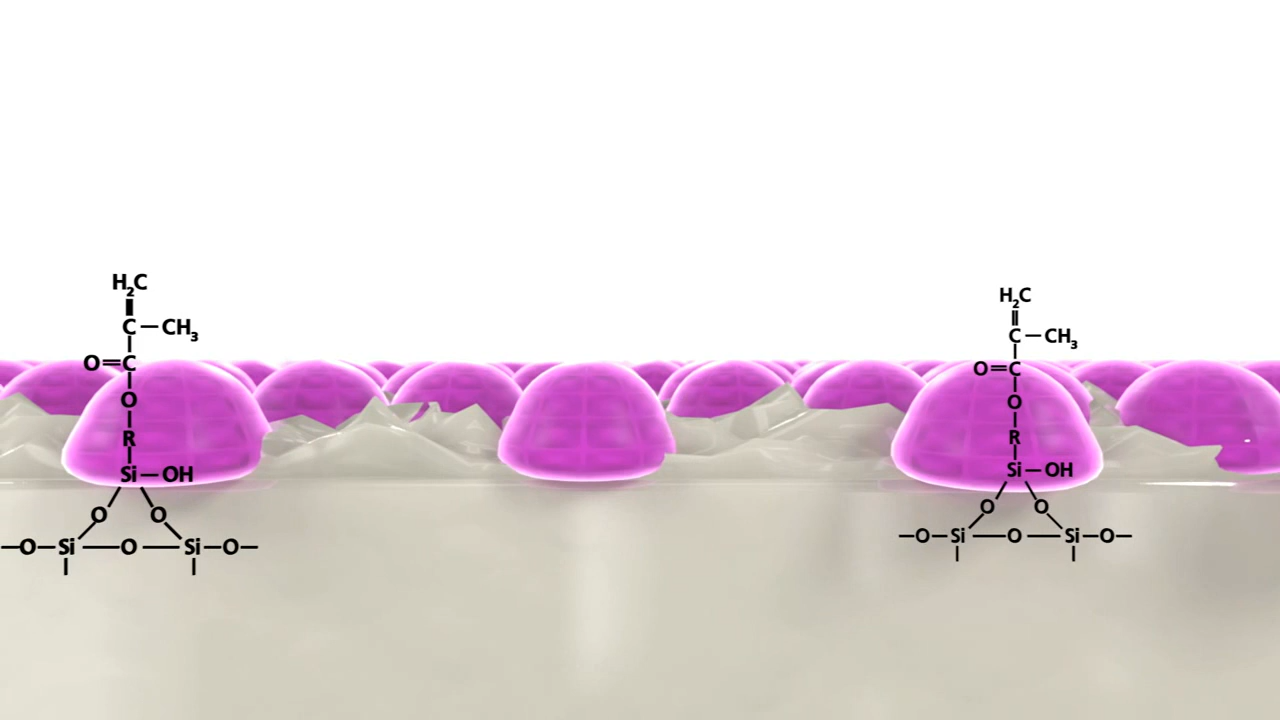 H₂C
C–CH₃
O=C
O
R
Si–OH
O O
–O–Si–O–Si–O–
H₂C
C–CH₃
O=C
O
R
Si–OH
O O
–O–Si–O–Si–O–